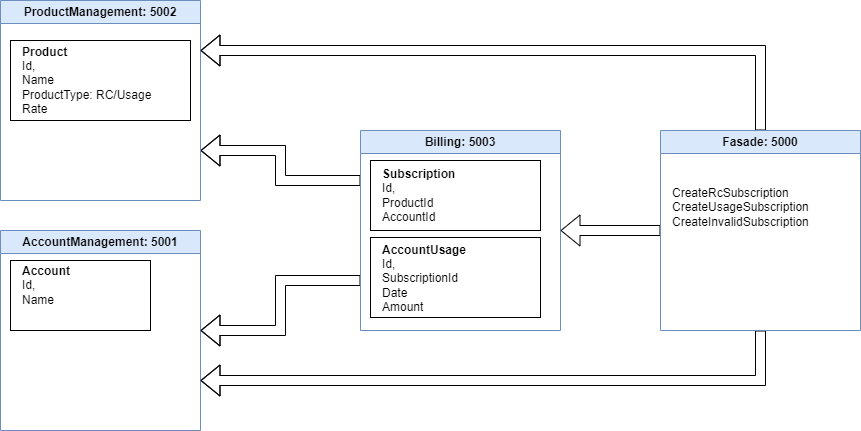 ProductManagement: 5002
Product
Id,
Name
ProductType: RC/Usage
Rate
AccountManagement: 5001
Account
Id,
Name
Billing: 5003
Subscription
Id,
ProductId
AccountId
AccountUsage
Id,
SubscriptionId
Date
Amount
Fasade: 5000
CreateRcSubscription
CreateUsageSubscription
CreateInvalidSubscription